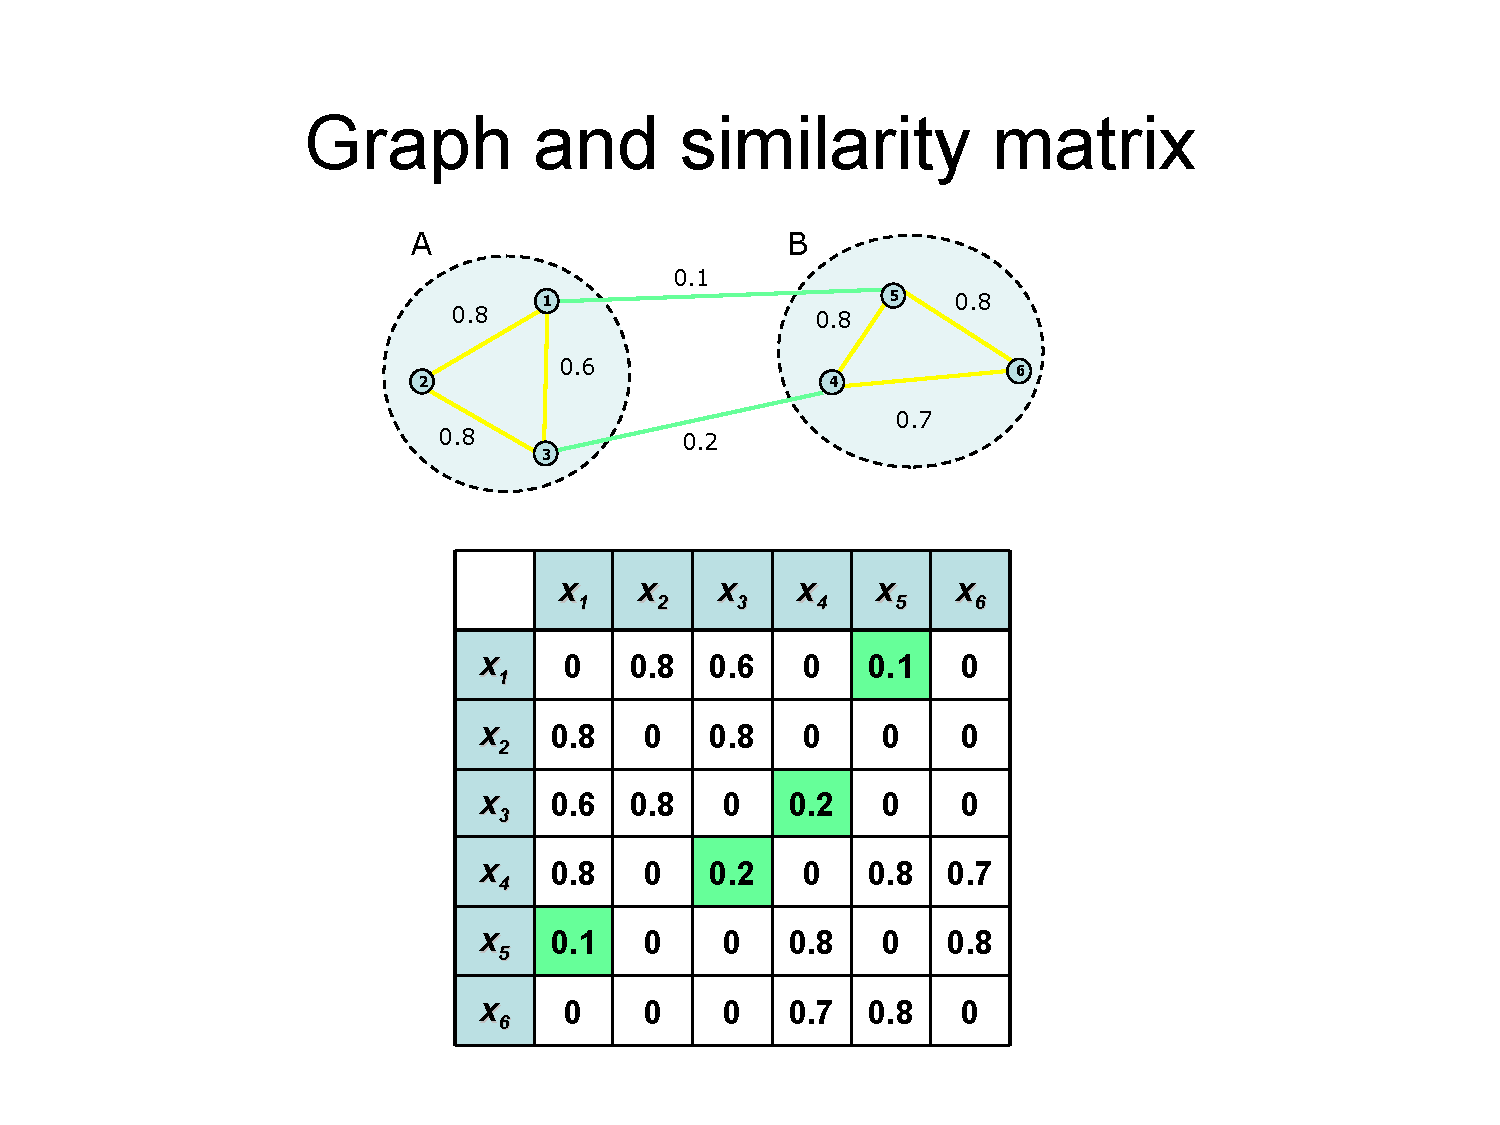 Graph and similarity matrix
A
B
0.1
0.8
1
5
0.8
0.8
0.6
2
4
6
0.7
0.8
0.2
3
x1 x2 x3 x4 x5 x6
x1 0 0.8 0.6 0 0.1 0
x2 0.8 0 0.8 0 0 0
x3 0.6 0.8 0 0.2 0 0
x4 0.8 0 0.2 0 0.8 0.7
x5 0.1 0 0 0.8 0 0.8
x6 0 0 0 0.7 0.8 0